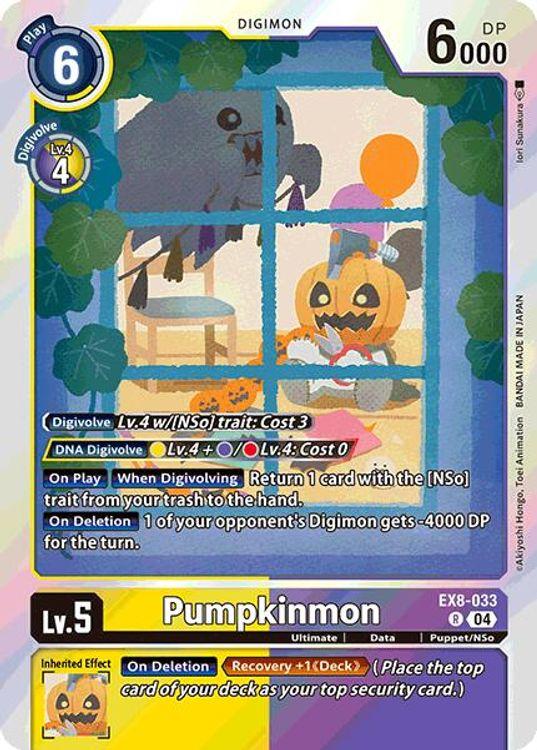 Play
6
DIGIMON
DP
6000
Digivolve
Lv.4
4
Iori Sunakura
©Akiyoshi Hongo, Toei Animation BANDAI MADE IN JAPAN
Digivolve Lv.4 w/[NSo] trait: Cost 3
DNA Digivolve Lv.4 + / Lv.4: Cost 0
On Play When Digivolving Return 1 card with the [NSo]
trait from your trash to the hand.
On Deletion 1 of your opponent's Digimon gets -4000 DP
for the turn.
Lv.5
Pumpkinmon
EX8-033
R 04
Ultimate | Data | Puppet/NSo
Inherited Effect
On Deletion Recovery +1《Deck》 (Place the top
card of your deck as your top security card.)